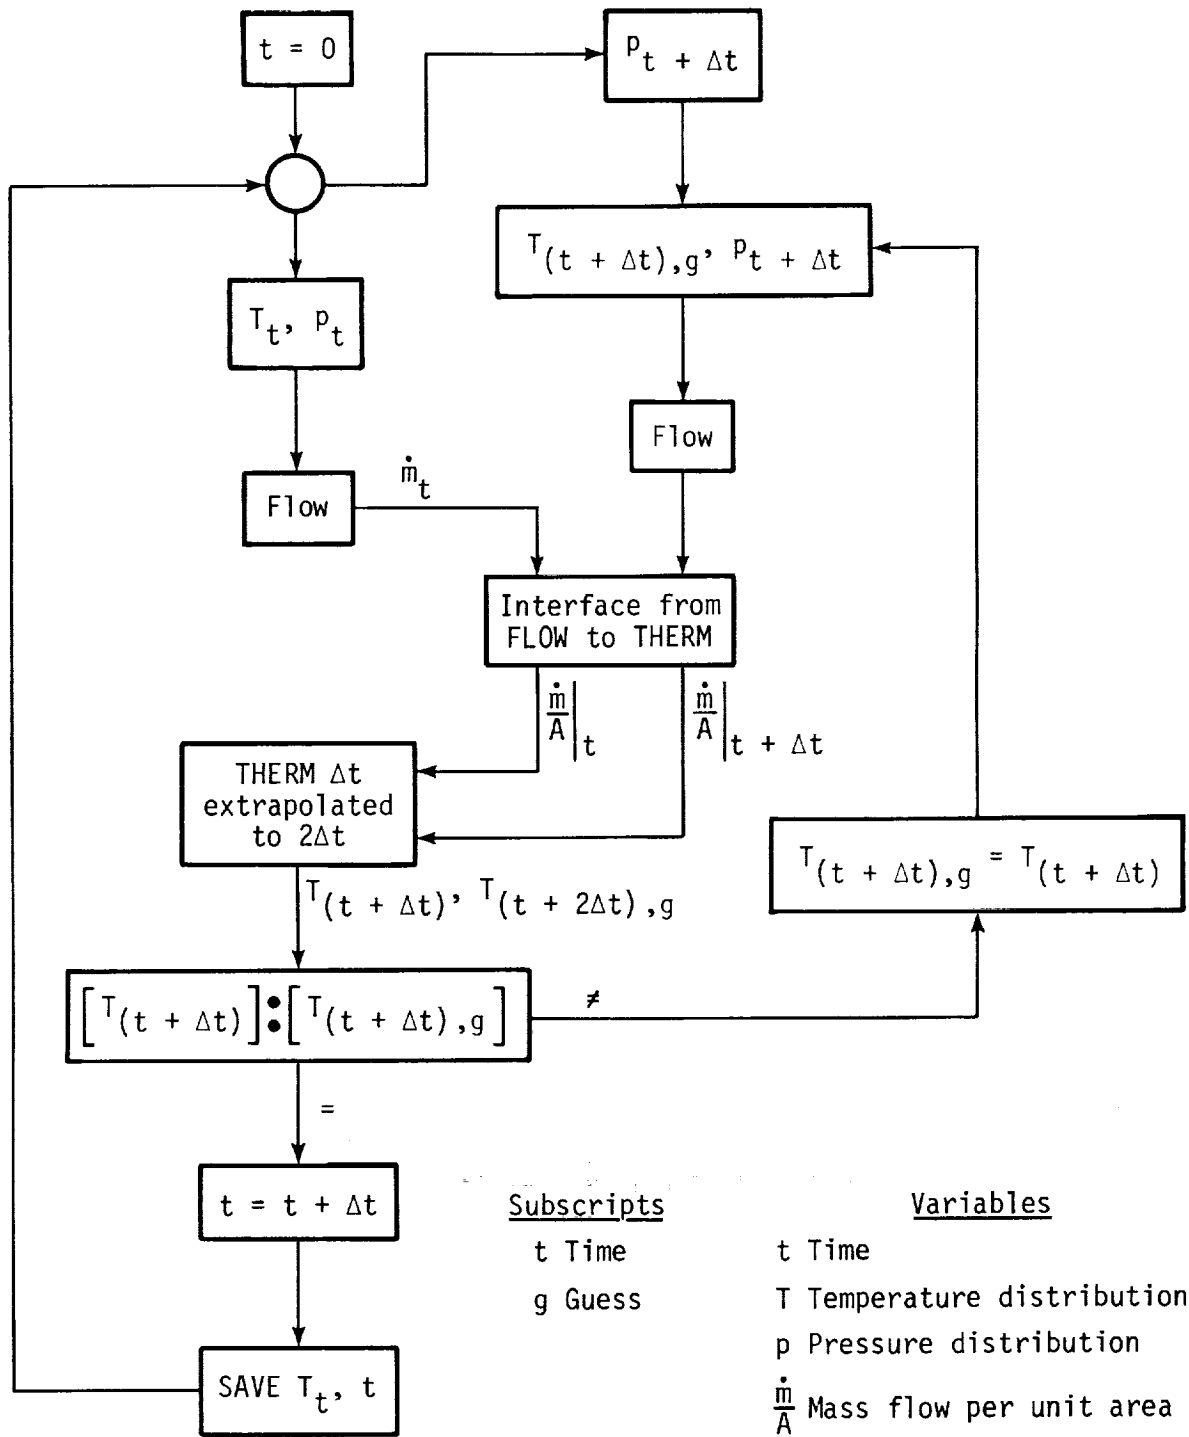 t = 0
p_t + Δt
T_(t + Δt),g, p_t + Δt
T_t, p_t
Flow
ṁ_t
Flow
Interface from
FLOW to THERM
ṁ/A|_t
ṁ/A|_t + Δt
THERM Δt
extrapolated
to 2Δt
T_(t + Δt), T_(t + 2Δt),g
T_(t + Δt),g = T_(t + Δt)
[T_(t + Δt)] : [T_(t + Δt),g]
≠
=
t = t + Δt
SAVE T_t, t
Subscripts
t Time
g Guess
Variables
t Time
T Temperature distribution
p Pressure distribution
ṁ/A Mass flow per unit area